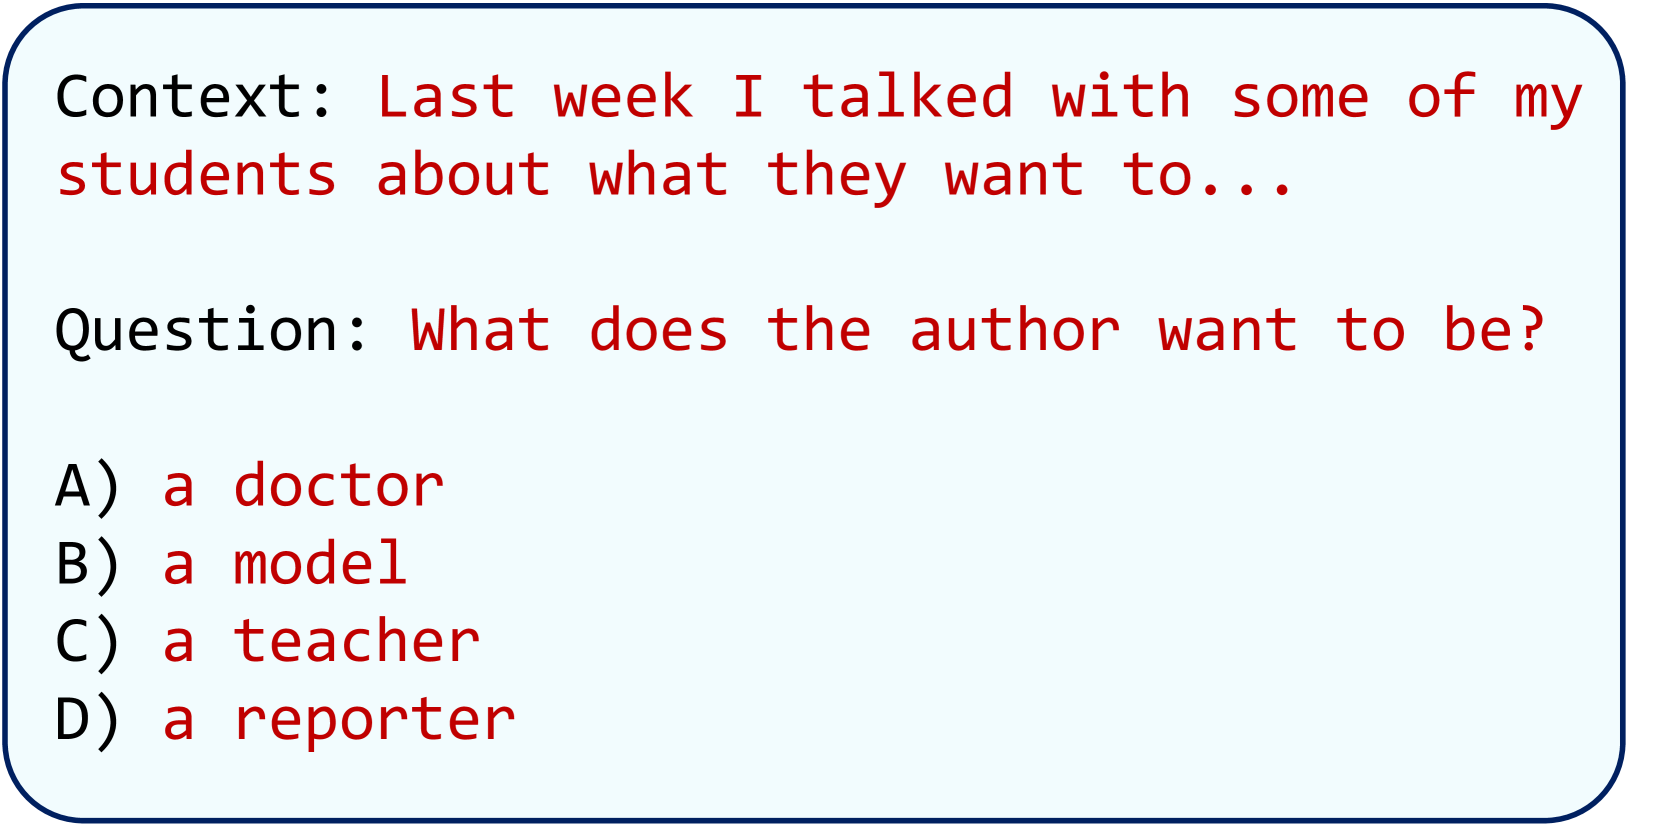 Context: Last week I talked with some of my
students about what they want to...
Question: What does the author want to be?
A) a doctor
B) a model
C) a teacher
D) a reporter